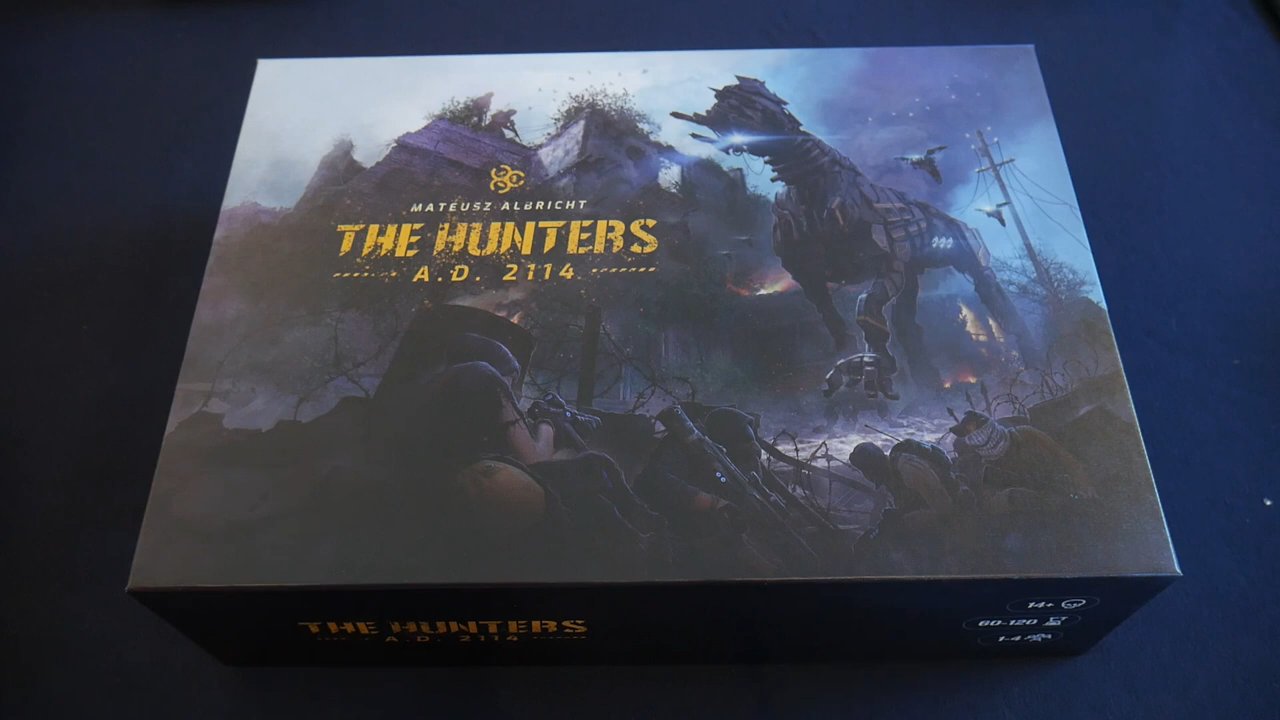 MATEUSZ ALBRICHT
THE HUNTERS
A.D. 2114
THE HUNTERS
A.D. 2114
14+
60-120
1-4